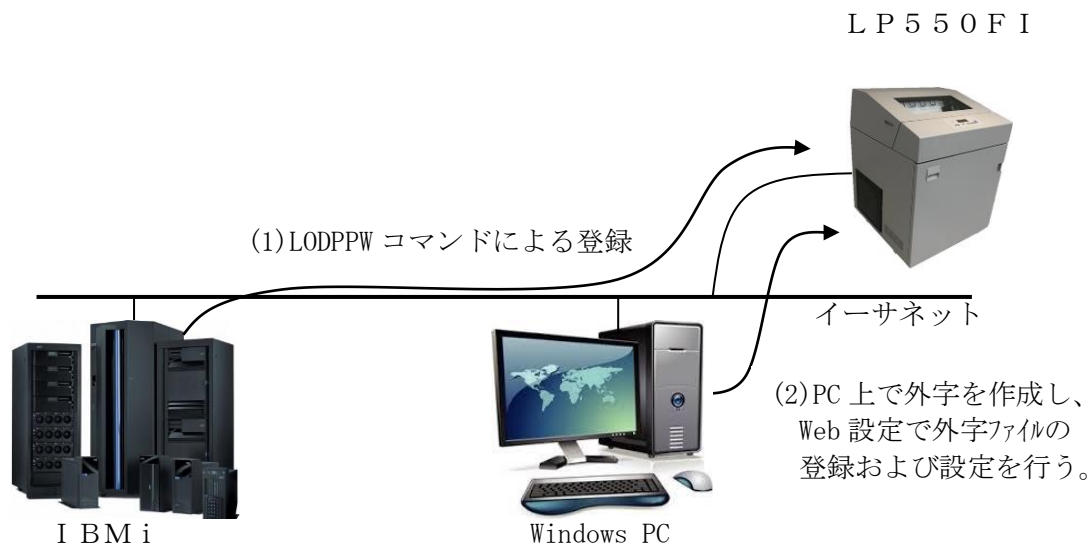 ＬＰ５５０ＦＩ
(1)LODPPW コマンドによる登録
イーサネット
(2)PC 上で外字を作成し、
Web 設定で外字ﾌｧｲﾙの
登録および設定を行う。
ＩＢＭｉ
Windows PC